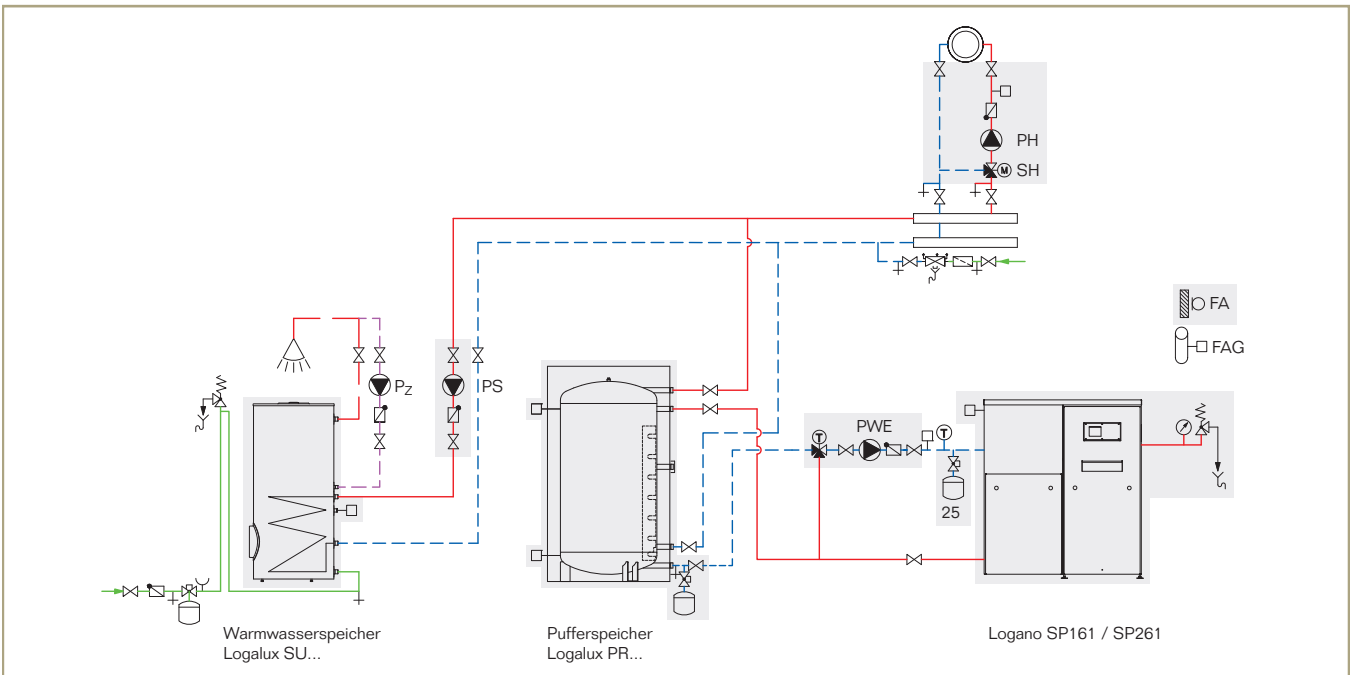 PH
M SH
FA
FAG
PZ
PS
T
PWE
T
25
Warmwasserspeicher
Logalux SU...
Pufferspeicher
Logalux PR...
Logano SP161 / SP261